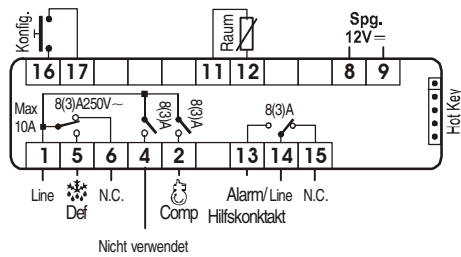 Konfig.
Raum
Spg.
12V
16 17 11 12 8 9
Max
10A
8(3)A250V~
8(3)A
8(3)A
8(3)A
Hot Key
1 5 6 4 2 13 14 15
Line
Def
N.C.
Comp
Alarm/
Hilfskonktakt
Line
N.C.
Nicht verwendet